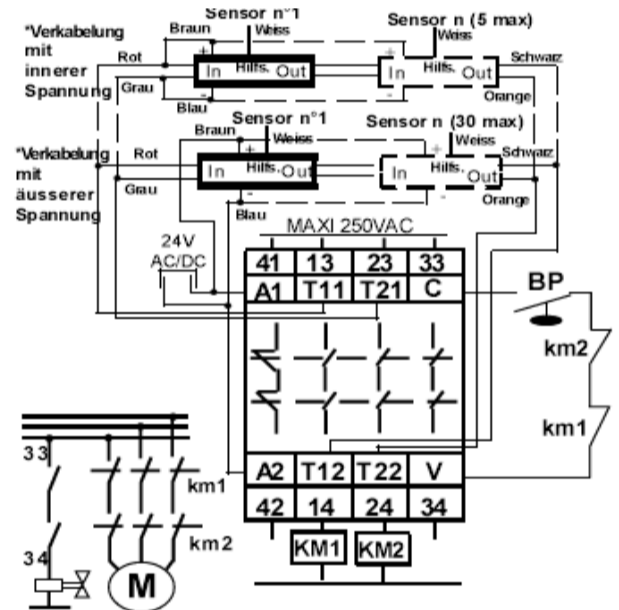 Sensor n°1
Sensor n (5 max)
*Verkabelung
mit
innerer
Spannung
Braun
Weiss
Weiss
Rot
+
+
Schwarz
In Hilfs. Out
In Hilfs. Out
Grau
-
-
Blau
Orange
Sensor n°1
Sensor n (30 max)
Braun
Weiss
Weiss
*Verkabelung
mit
äusserer
Spannung
Rot
+
+
Schwarz
In Hilfs. Out
In Hilfs. Out
Grau
-
-
Blau
Orange
MAXI 250VAC
24V
AC/DC
41 13 23 33
A1 T11 T21 C
BP
km2
km1
A2 T12 T22 V
42 14 24 34
KM1 KM2
33
km1
km2
34
M